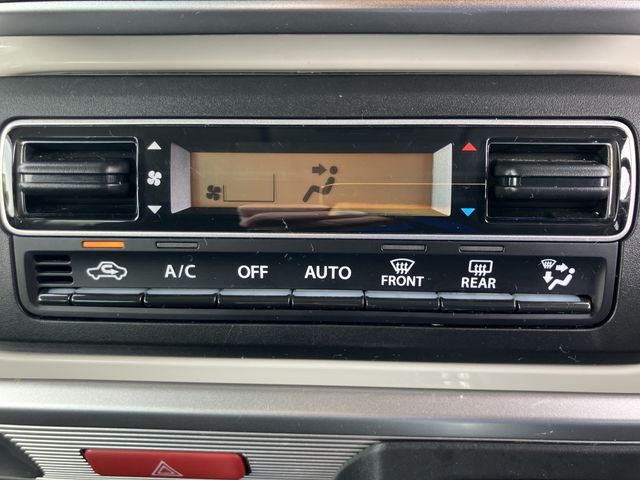 A/C OFF AUTO FRONT REAR